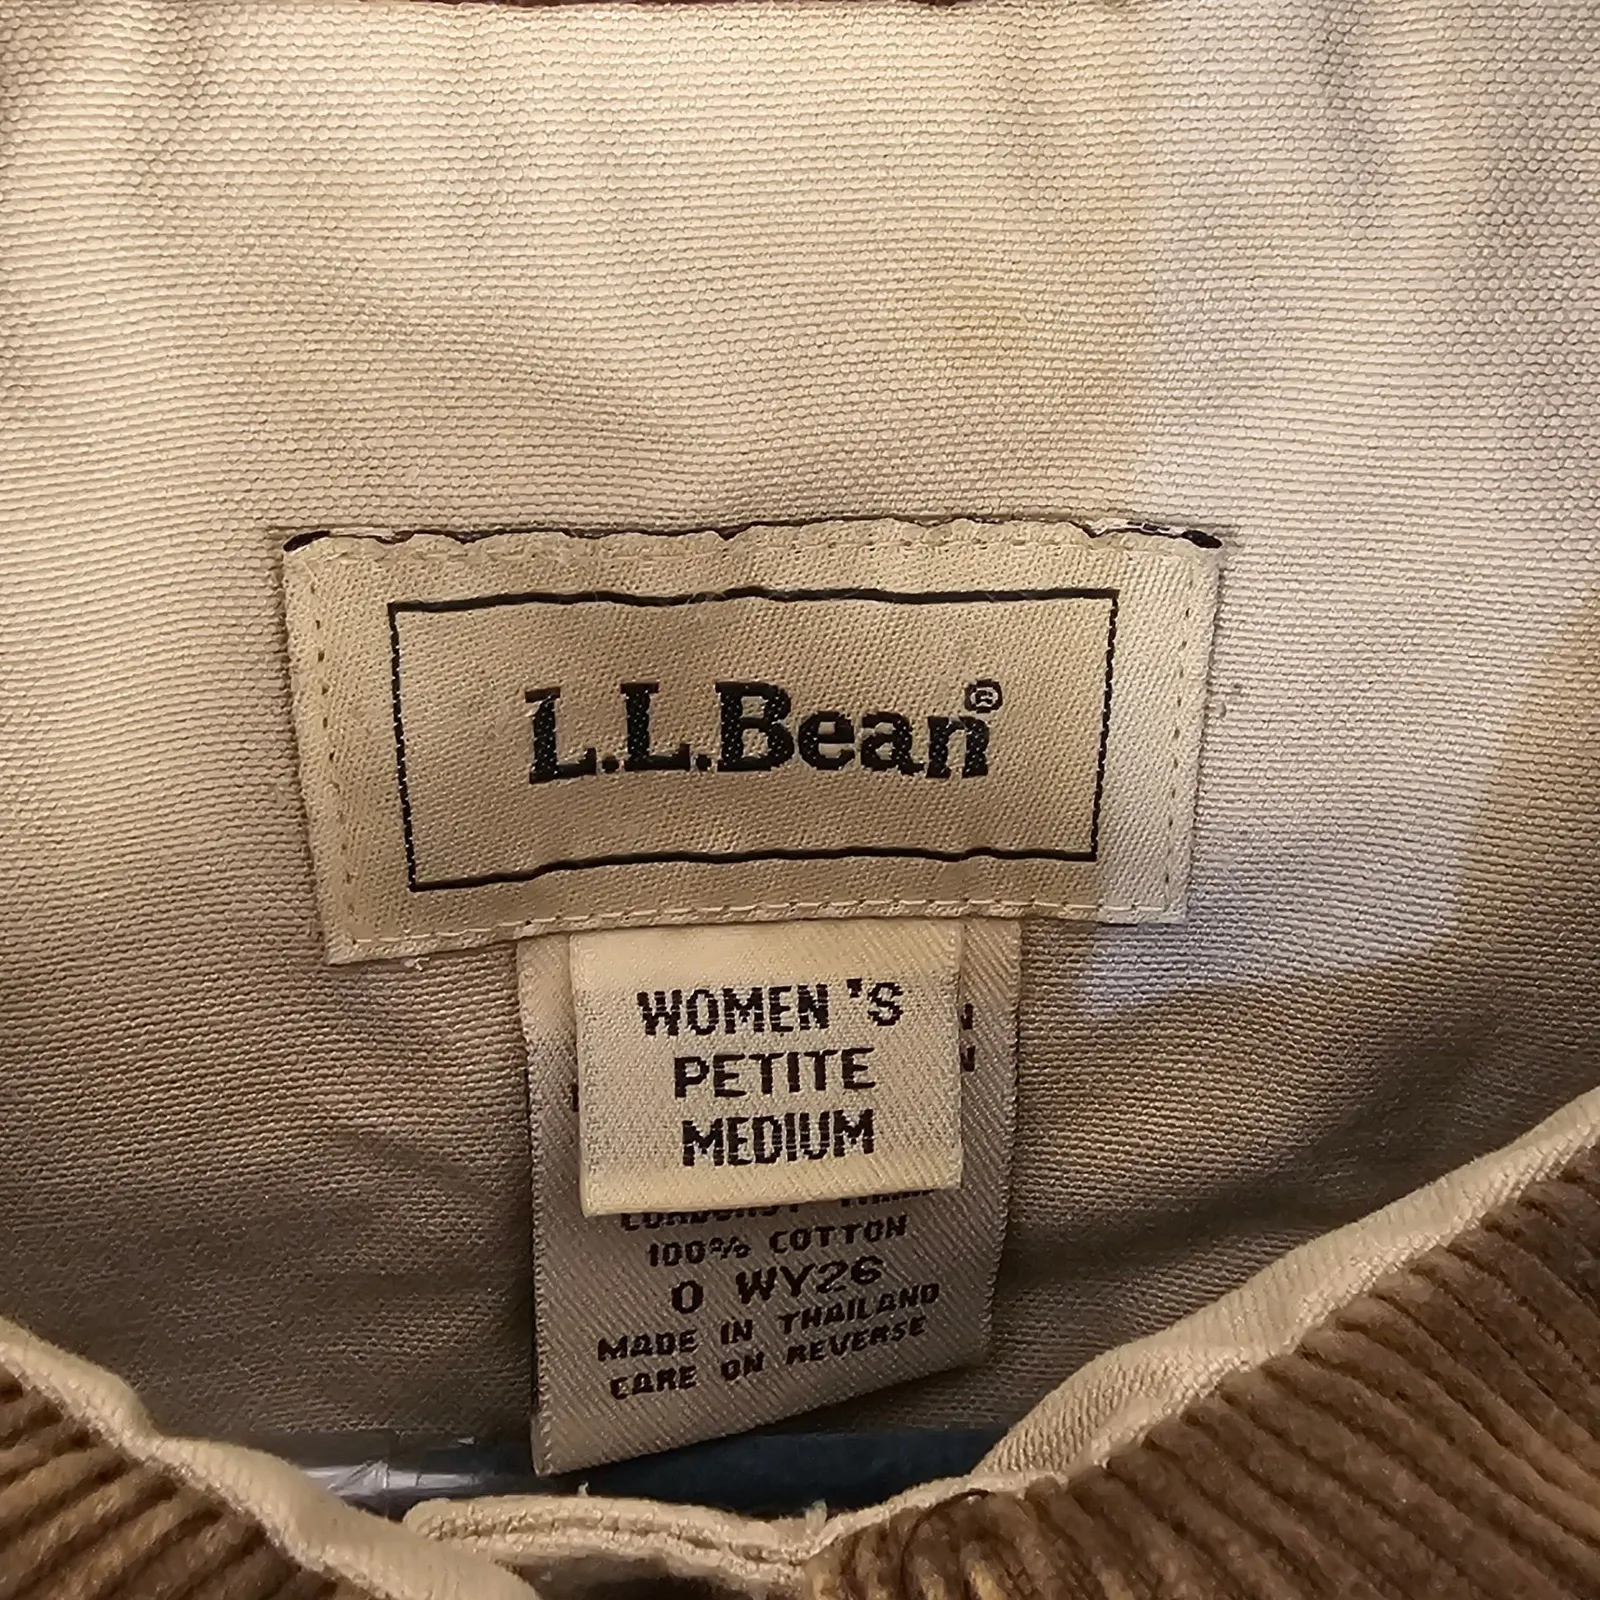 L.L.Bean®
WOMEN'S
PETITE
MEDIUM
100% COTTON
0 WY26
MADE IN THAILAND
CARE ON REVERSE